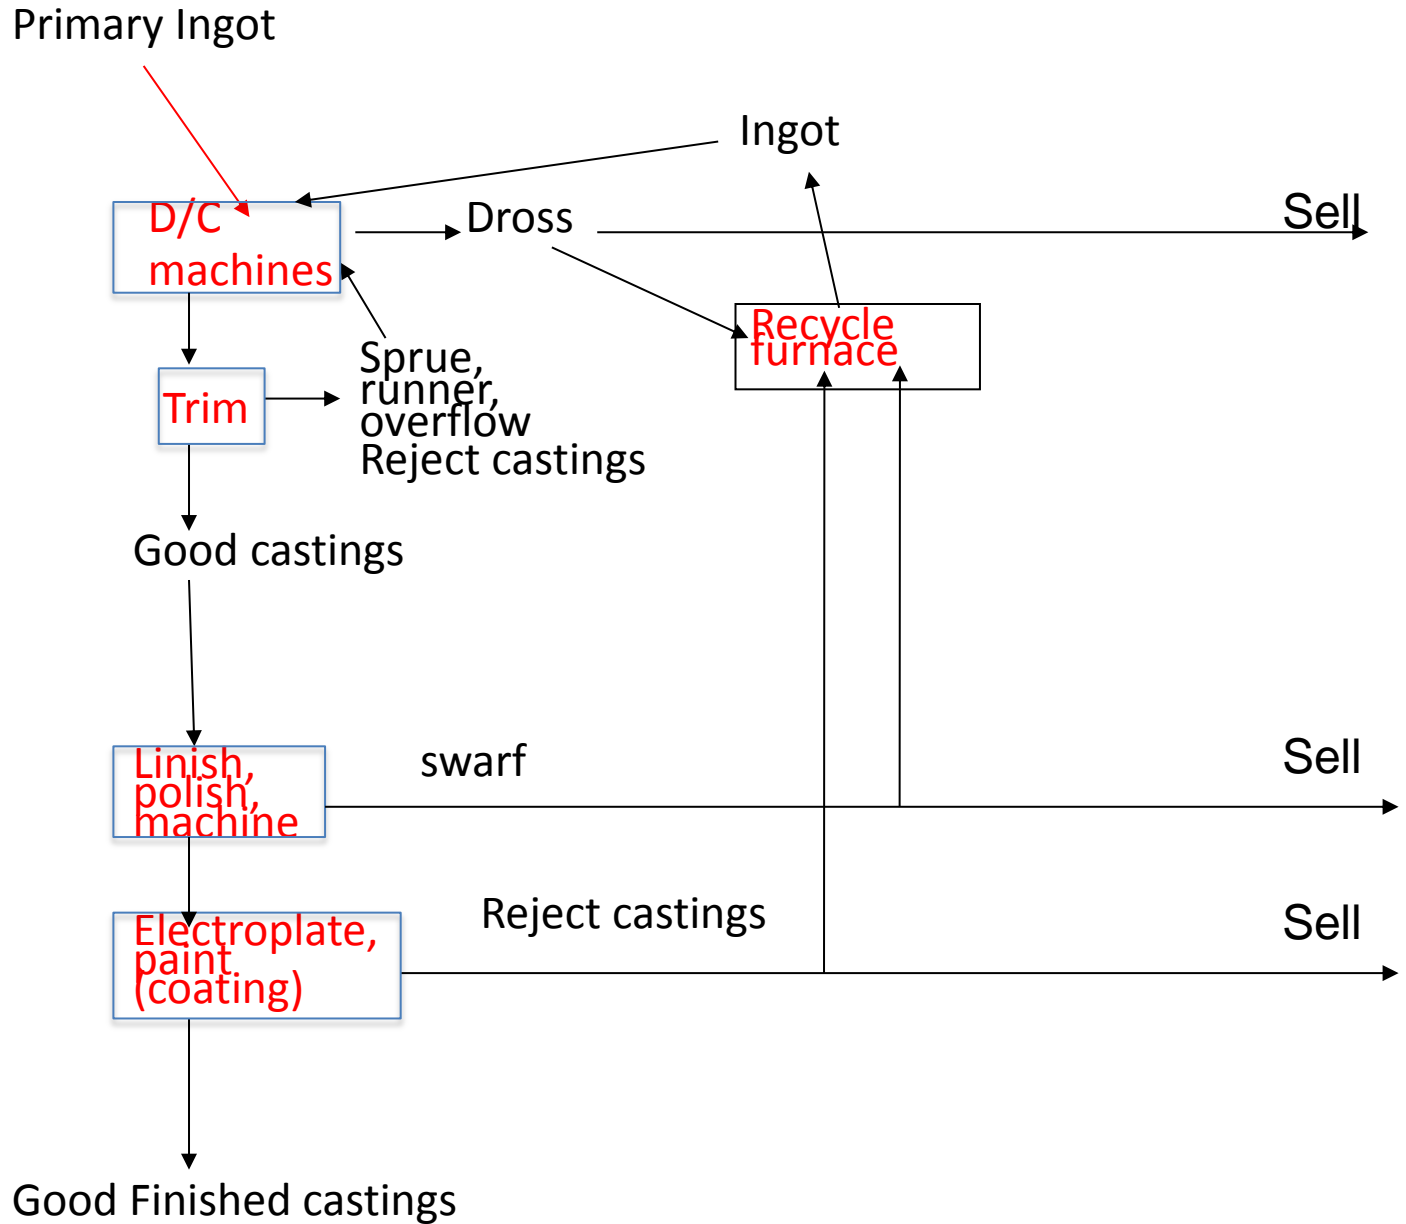 Primary Ingot
Ingot
D/C
machines
Dross
Sell
Recycle
furnace
Sprue,
runner,
overflow
Reject castings
Trim
Good castings
Linish,
polish,
machine
swarf
Sell
Electroplate,
paint
(coating)
Reject castings
Sell
Good Finished castings